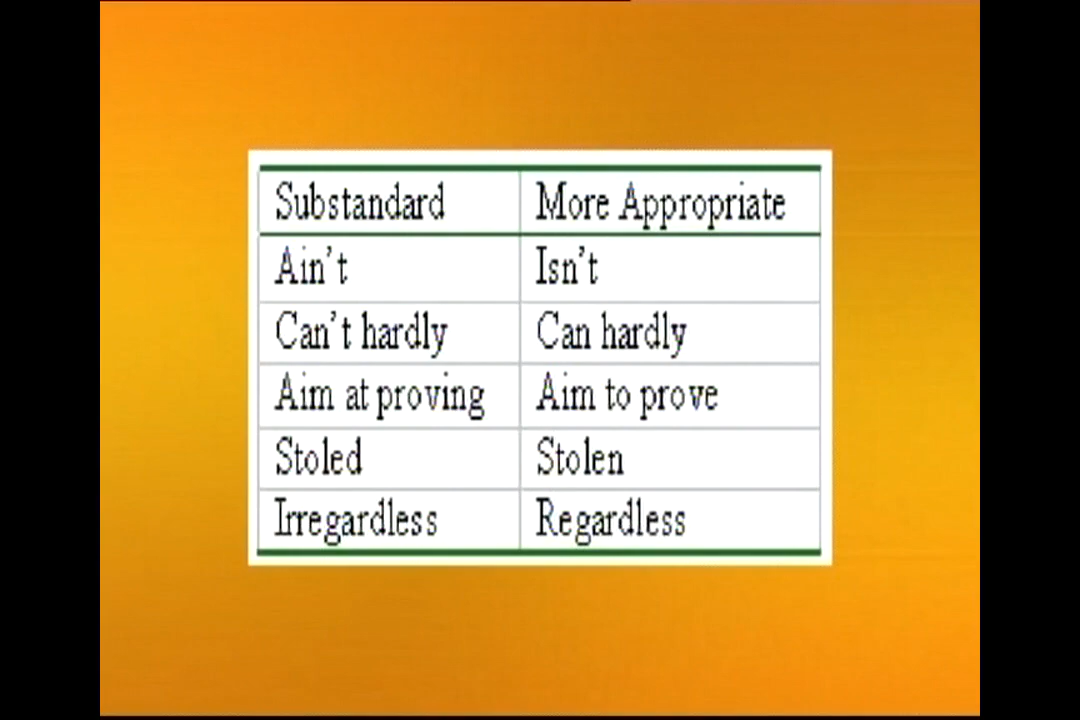 Substandard More Appropriate
Ain't Isn't
Can't hardly Can hardly
Aim at proving Aim to prove
Stoled Stolen
Irregardless Regardless